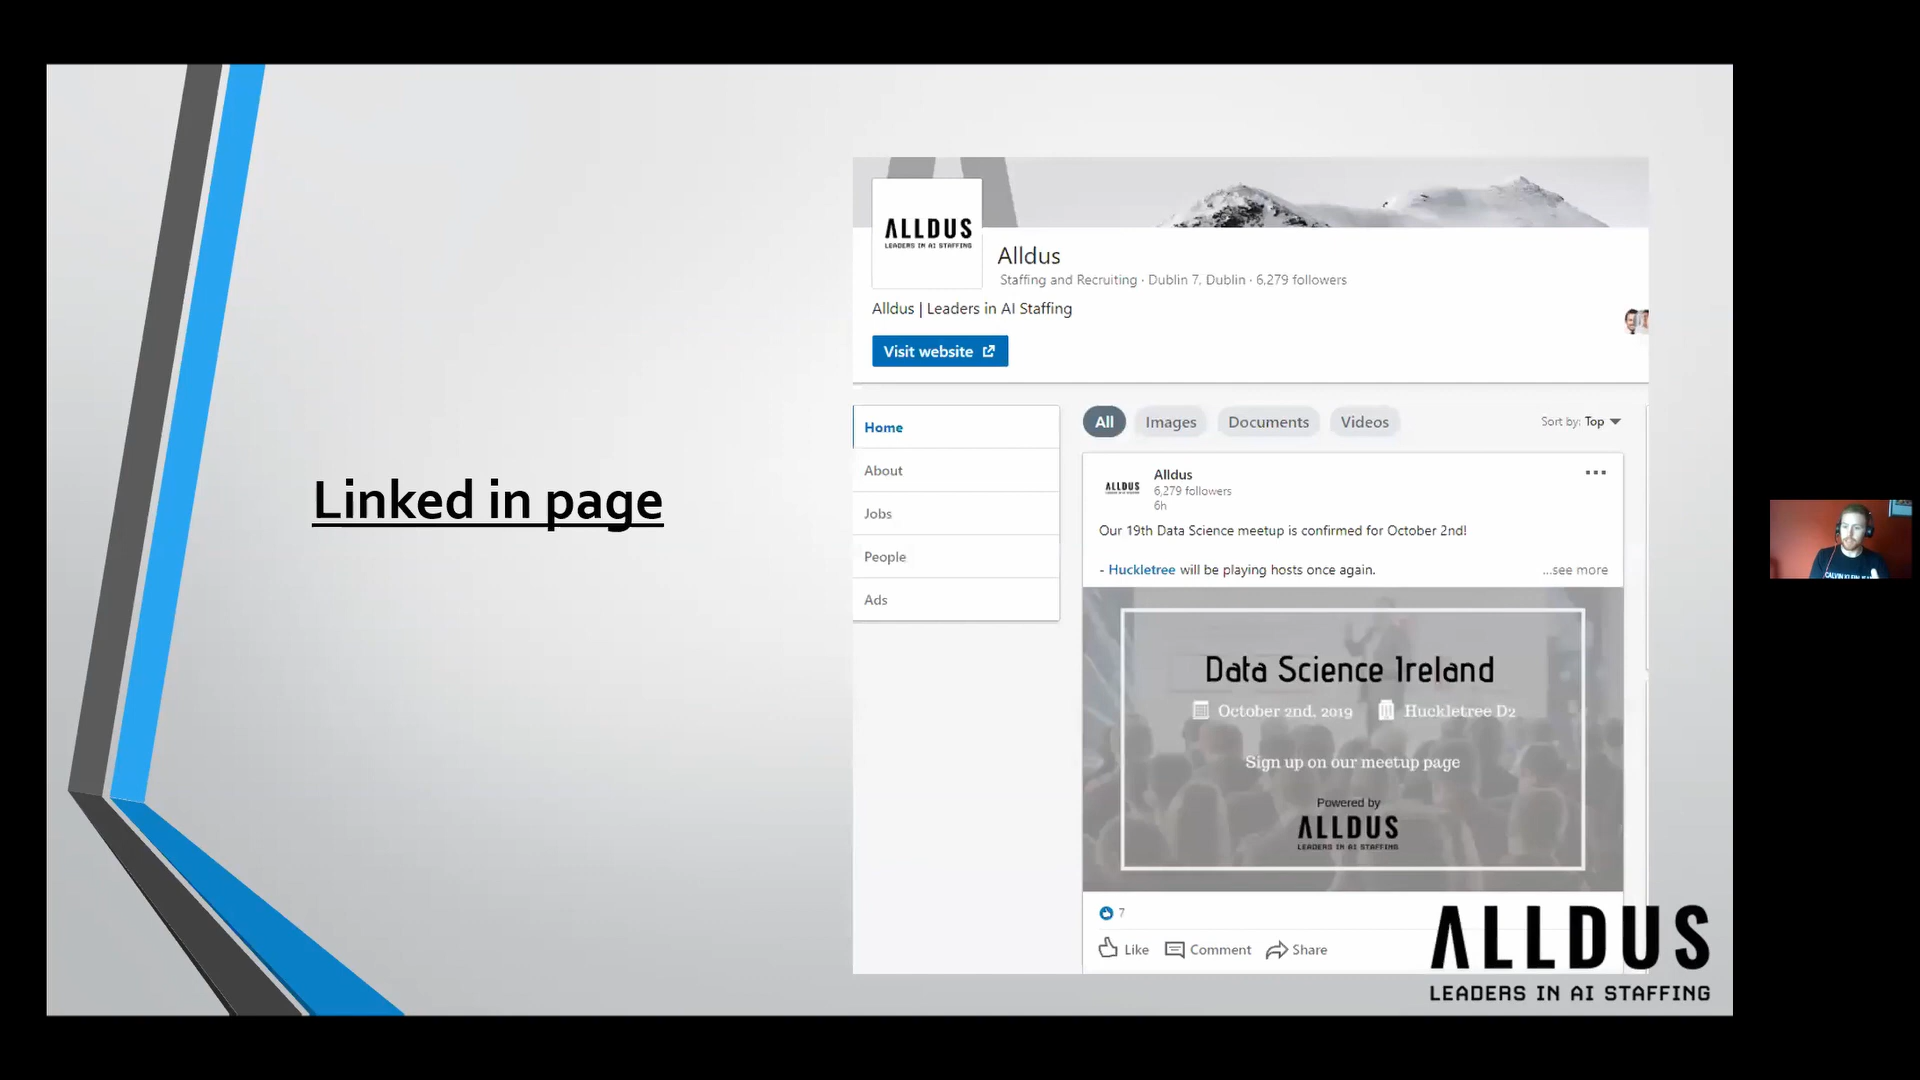 Linked in page
ALLDUS
LEADERS IN AI STAFFING
Alldus
Staffing and Recruiting · Dublin 7, Dublin · 6,279 followers
Alldus | Leaders in AI Staffing
Visit website
Home
About
Jobs
People
Ads
All Images Documents Videos
Sort by: Top
ALLDUS
Alldus
6,279 followers
6h
Our 19th Data Science meetup is confirmed for October 2nd!
- Huckletree will be playing hosts once again.
...see more
Data Science Ireland
October 2nd, 2019 Huckletree D2
Sign up on our meetup page
Powered by
ALLDUS
LEADERS IN AI STAFFING
7
Like Comment Share
ALLDUS
LEADERS IN AI STAFFING